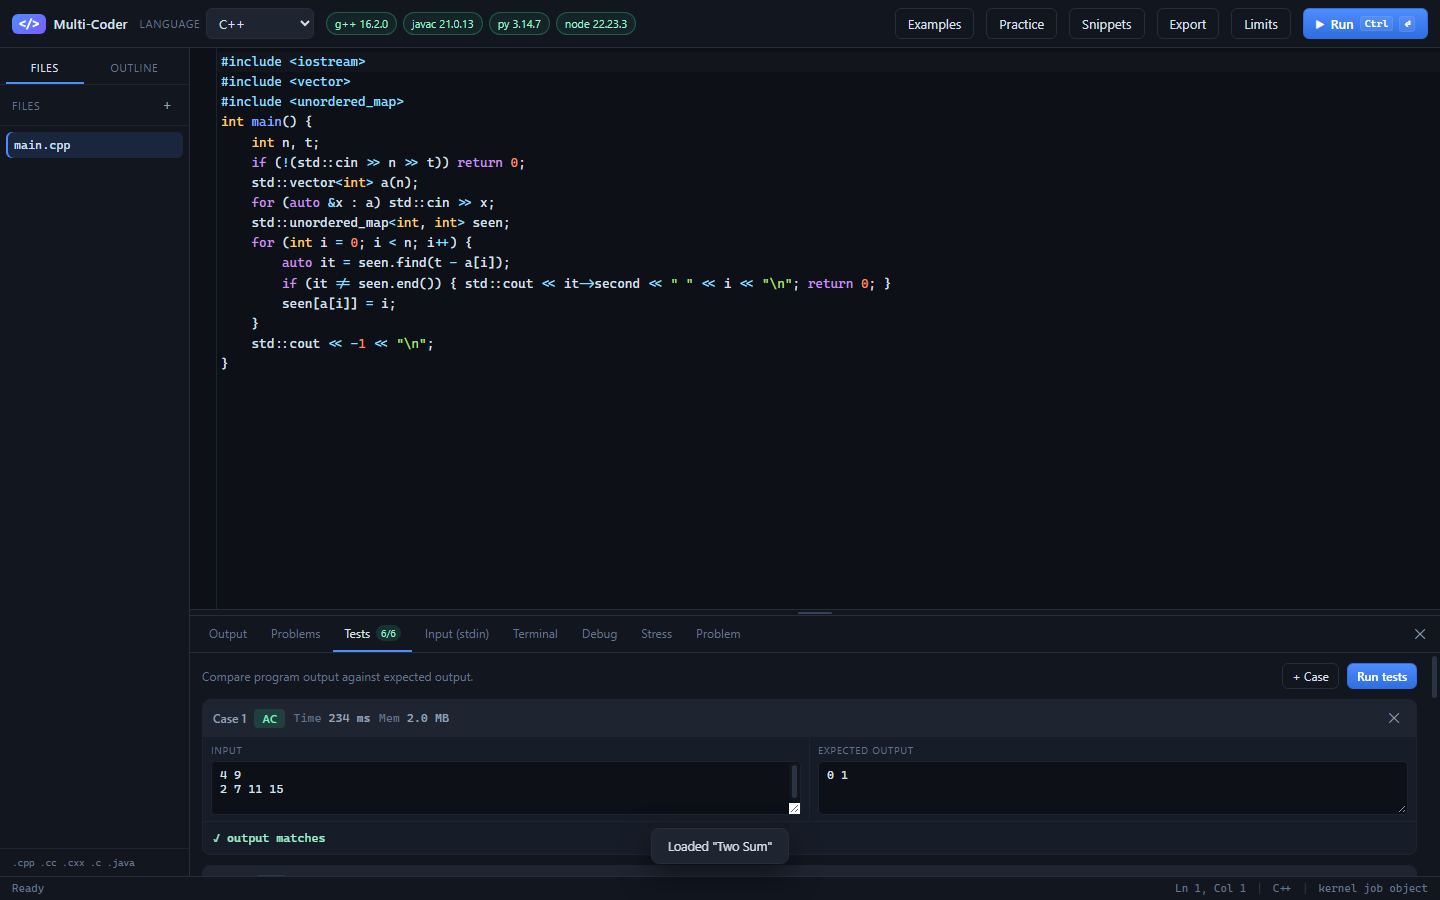 </> Multi-Coder LANGUAGE C++ g++ 16.2.0 javac 21.0.13 py 3.14.7 node 22.23.3 Examples Practice Snippets Export Limits ▶ Run Ctrl ⏎
FILES OUTLINE
FILES +
main.cpp
#include <iostream>
#include <vector>
#include <unordered_map>
int main() {
    int n, t;
    if (!(std::cin >> n >> t)) return 0;
    std::vector<int> a(n);
    for (auto &x : a) std::cin >> x;
    std::unordered_map<int, int> seen;
    for (int i = 0; i < n; i++) {
        auto it = seen.find(t - a[i]);
        if (it != seen.end()) { std::cout << it->second << " " << i << "\n"; return 0; }
        seen[a[i]] = i;
    }
    std::cout << -1 << "\n";
}
Output Problems Tests 6/6 Input (stdin) Terminal Debug Stress Problem
Compare program output against expected output. + Case Run tests
Case 1 AC Time 234 ms Mem 2.0 MB
INPUT EXPECTED OUTPUT
4 9
2 7 11 15
0 1
✓ output matches
Loaded "Two Sum"
.cpp .cc .cxx .c .java
Ready Ln 1, Col 1 C++ kernel job object